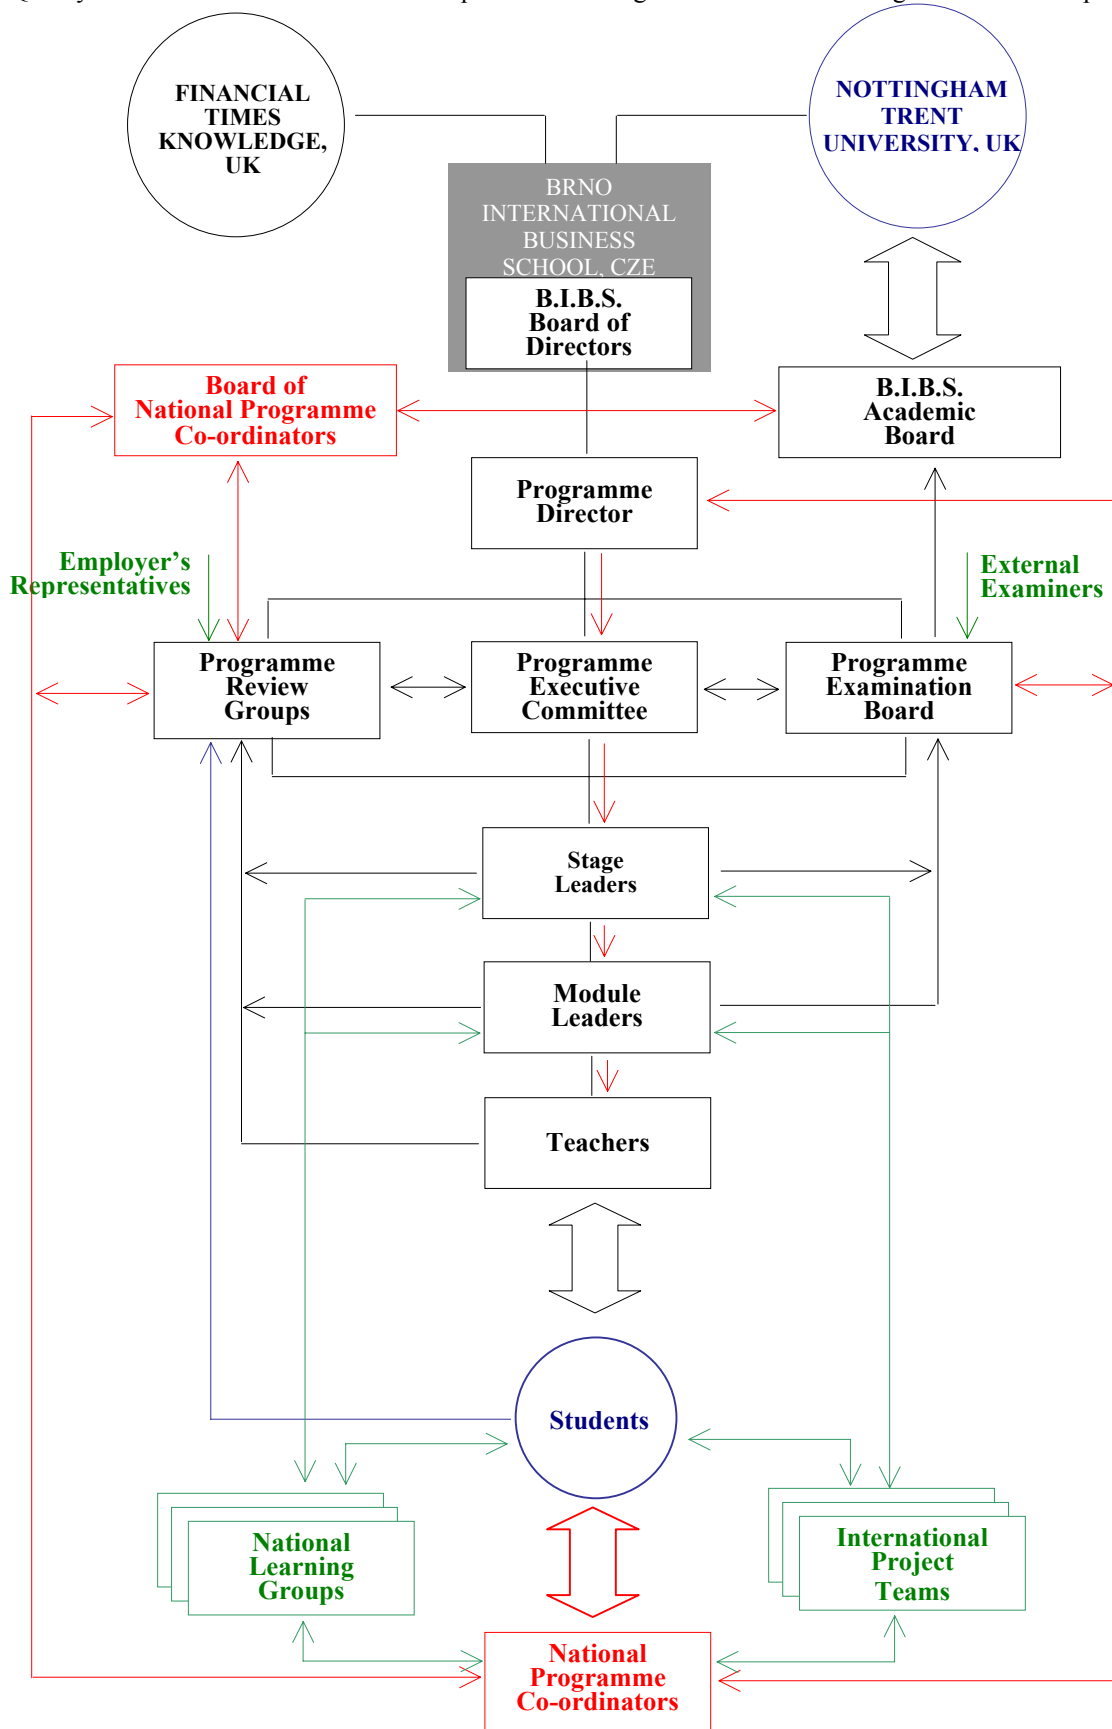 FINANCIAL
TIMES
KNOWLEDGE,
UK
NOTTINGHAM
TRENT
UNIVERSITY, UK
BRNO
INTERNATIONAL
BUSINESS
SCHOOL, CZE
B.I.B.S.
Board of
Directors
Board of
National Programme
Co-ordinators
B.I.B.S.
Academic
Board
Programme
Director
Employer's
Representatives
External
Examiners
Programme
Review
Groups
Programme
Executive
Committee
Programme
Examination
Board
Stage
Leaders
Module
Leaders
Teachers
Students
National
Learning
Groups
International
Project
Teams
National
Programme
Co-ordinators